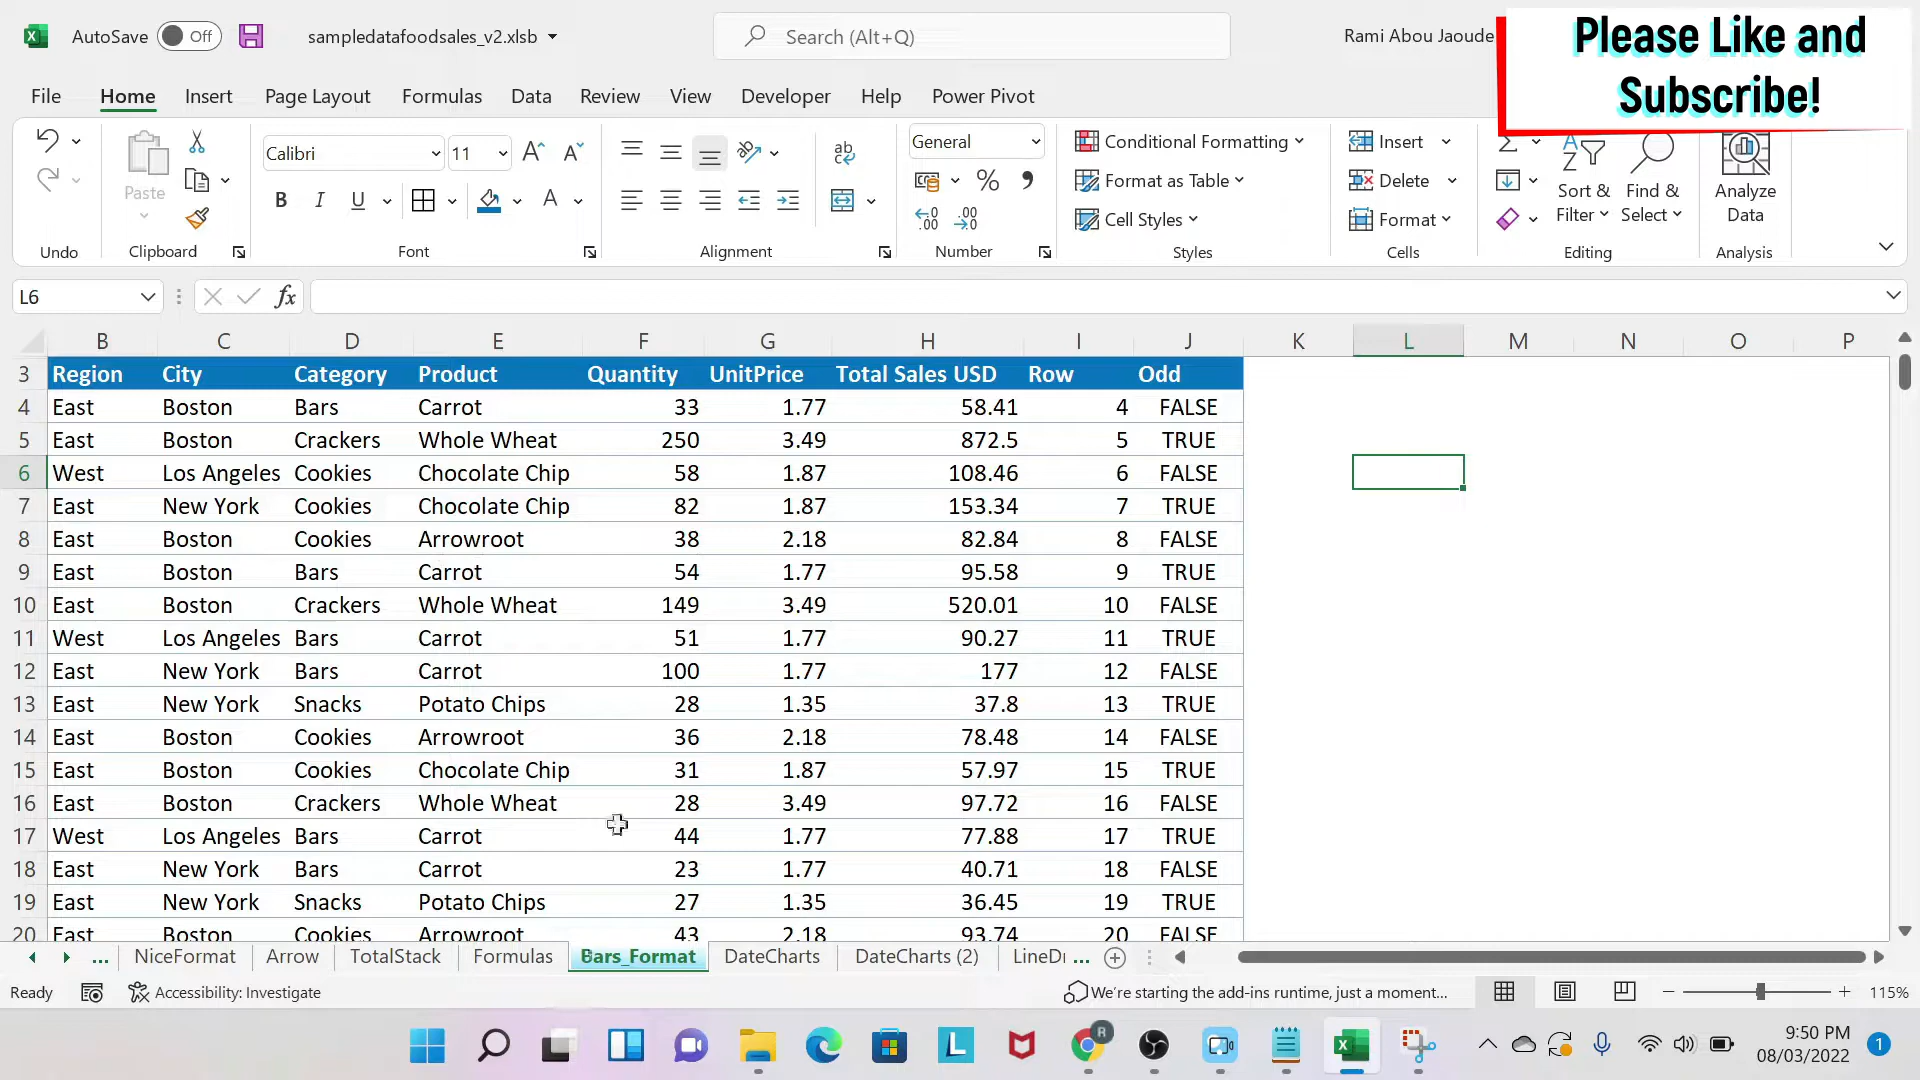 AutoSave Off sampledatafoodsales_v2.xlsb Search (Alt+Q) Rami Abou Jaoude
Please Like and
Subscribe!
File Home Insert Page Layout Formulas Data Review View Developer Help Power Pivot
Paste
Calibri 11
B I U A
ab
General
% ,
Conditional Formatting
Format as Table
Cell Styles
Insert
Delete
Format
Sort &
Filter
Find &
Select
Analyze
Data
Undo Clipboard Font Alignment Number Styles Cells Editing Analysis
L6 fx
B C D E F G H I J K L M N O P
3 Region City Category Product Quantity UnitPrice Total Sales USD Row Odd
4 East Boston Bars Carrot 33 1.77 58.41 4 FALSE
5 East Boston Crackers Whole Wheat 250 3.49 872.5 5 TRUE
6 West Los Angeles Cookies Chocolate Chip 58 1.87 108.46 6 FALSE
7 East New York Cookies Chocolate Chip 82 1.87 153.34 7 TRUE
8 East Boston Cookies Arrowroot 38 2.18 82.84 8 FALSE
9 East Boston Bars Carrot 54 1.77 95.58 9 TRUE
10 East Boston Crackers Whole Wheat 149 3.49 520.01 10 FALSE
11 West Los Angeles Bars Carrot 51 1.77 90.27 11 TRUE
12 East New York Bars Carrot 100 1.77 177 12 FALSE
13 East New York Snacks Potato Chips 28 1.35 37.8 13 TRUE
14 East Boston Cookies Arrowroot 36 2.18 78.48 14 FALSE
15 East Boston Cookies Chocolate Chip 31 1.87 57.97 15 TRUE
16 East Boston Crackers Whole Wheat 28 3.49 97.72 16 FALSE
17 West Los Angeles Bars Carrot 44 1.77 77.88 17 TRUE
18 East New York Bars Carrot 23 1.77 40.71 18 FALSE
19 East New York Snacks Potato Chips 27 1.35 36.45 19 TRUE
20 East Boston Cookies Arrowroot 43 2.18 93.74 20 FALSE
... NiceFormat Arrow TotalStack Formulas Bars_Format DateCharts DateCharts (2) LineDr ...
Ready Accessibility: Investigate We're starting the add-ins runtime, just a moment... 115%
9:50 PM
08/03/2022
1